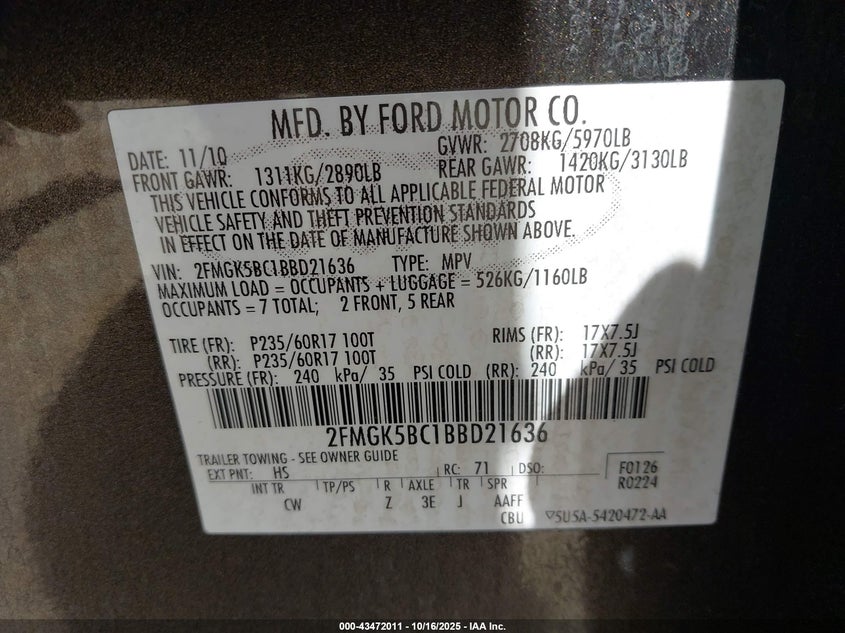 MFD. BY FORD MOTOR CO.
DATE: 11/10 GVWR: 2708KG/5970LB
FRONT GAWR: 1311KG/2890LB REAR GAWR: 1420KG/3130LB
THIS VEHICLE CONFORMS TO ALL APPLICABLE FEDERAL MOTOR
VEHICLE SAFETY AND THEFT PREVENTION STANDARDS
IN EFFECT ON THE DATE OF MANUFACTURE SHOWN ABOVE.
VIN: 2FMGK5BC1BBD21636 TYPE: MPV
MAXIMUM LOAD = OCCUPANTS + LUGGAGE = 526KG/1160LB
OCCUPANTS = 7 TOTAL; 2 FRONT, 5 REAR
TIRE (FR): P235/60R17 100T RIMS (FR): 17X7.5J
(RR): P235/60R17 100T (RR): 17X7.5J
PRESSURE (FR): 240 kPa/ 35 PSI COLD (RR): 240 kPa/ 35 PSI COLD
2FMGK5BC1BBD21636
TRAILER TOWING - SEE OWNER GUIDE
EXT PNT: HS RC: 71 DSO: F0126
R0224
INT TR TP/PS R AXLE TR SPR
CW Z 3E J AAFF
CBU 5U5A-5420472-AA
000-43472011 - 10/16/2025 - IAA Inc.